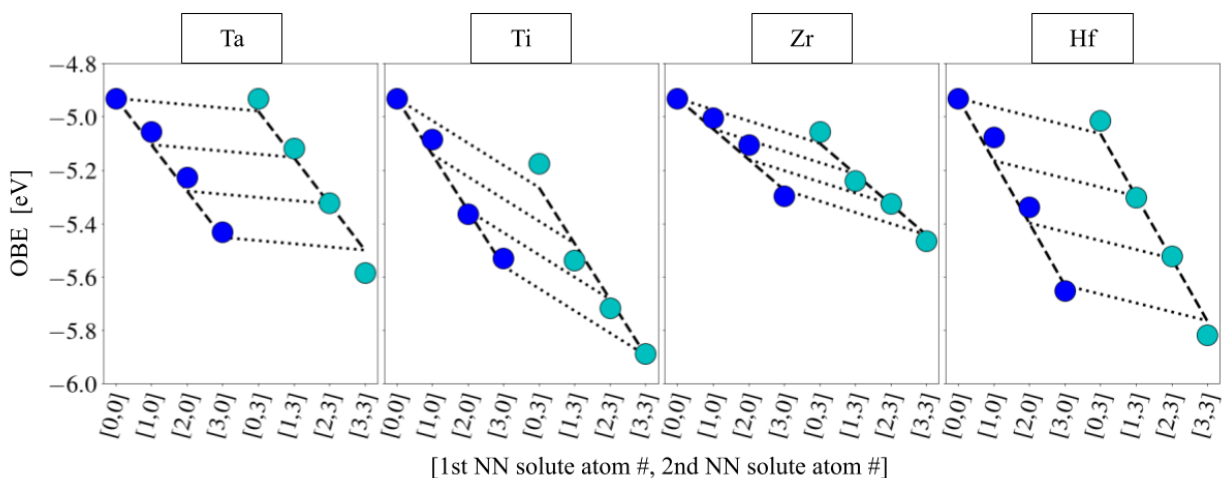 Ta Ti Zr Hf
−4.8
−5.0
−5.2
−5.4
−5.6
−5.8
−6.0
OBE [eV]
[0,0] [1,0] [2,0] [3,0] [0,3] [1,3] [2,3] [3,3] [0,0] [1,0] [2,0] [3,0] [0,3] [1,3] [2,3] [3,3] [0,0] [1,0] [2,0] [3,0] [0,3] [1,3] [2,3] [3,3] [0,0] [1,0] [2,0] [3,0] [0,3] [1,3] [2,3] [3,3]
[1st NN solute atom #, 2nd NN solute atom #]